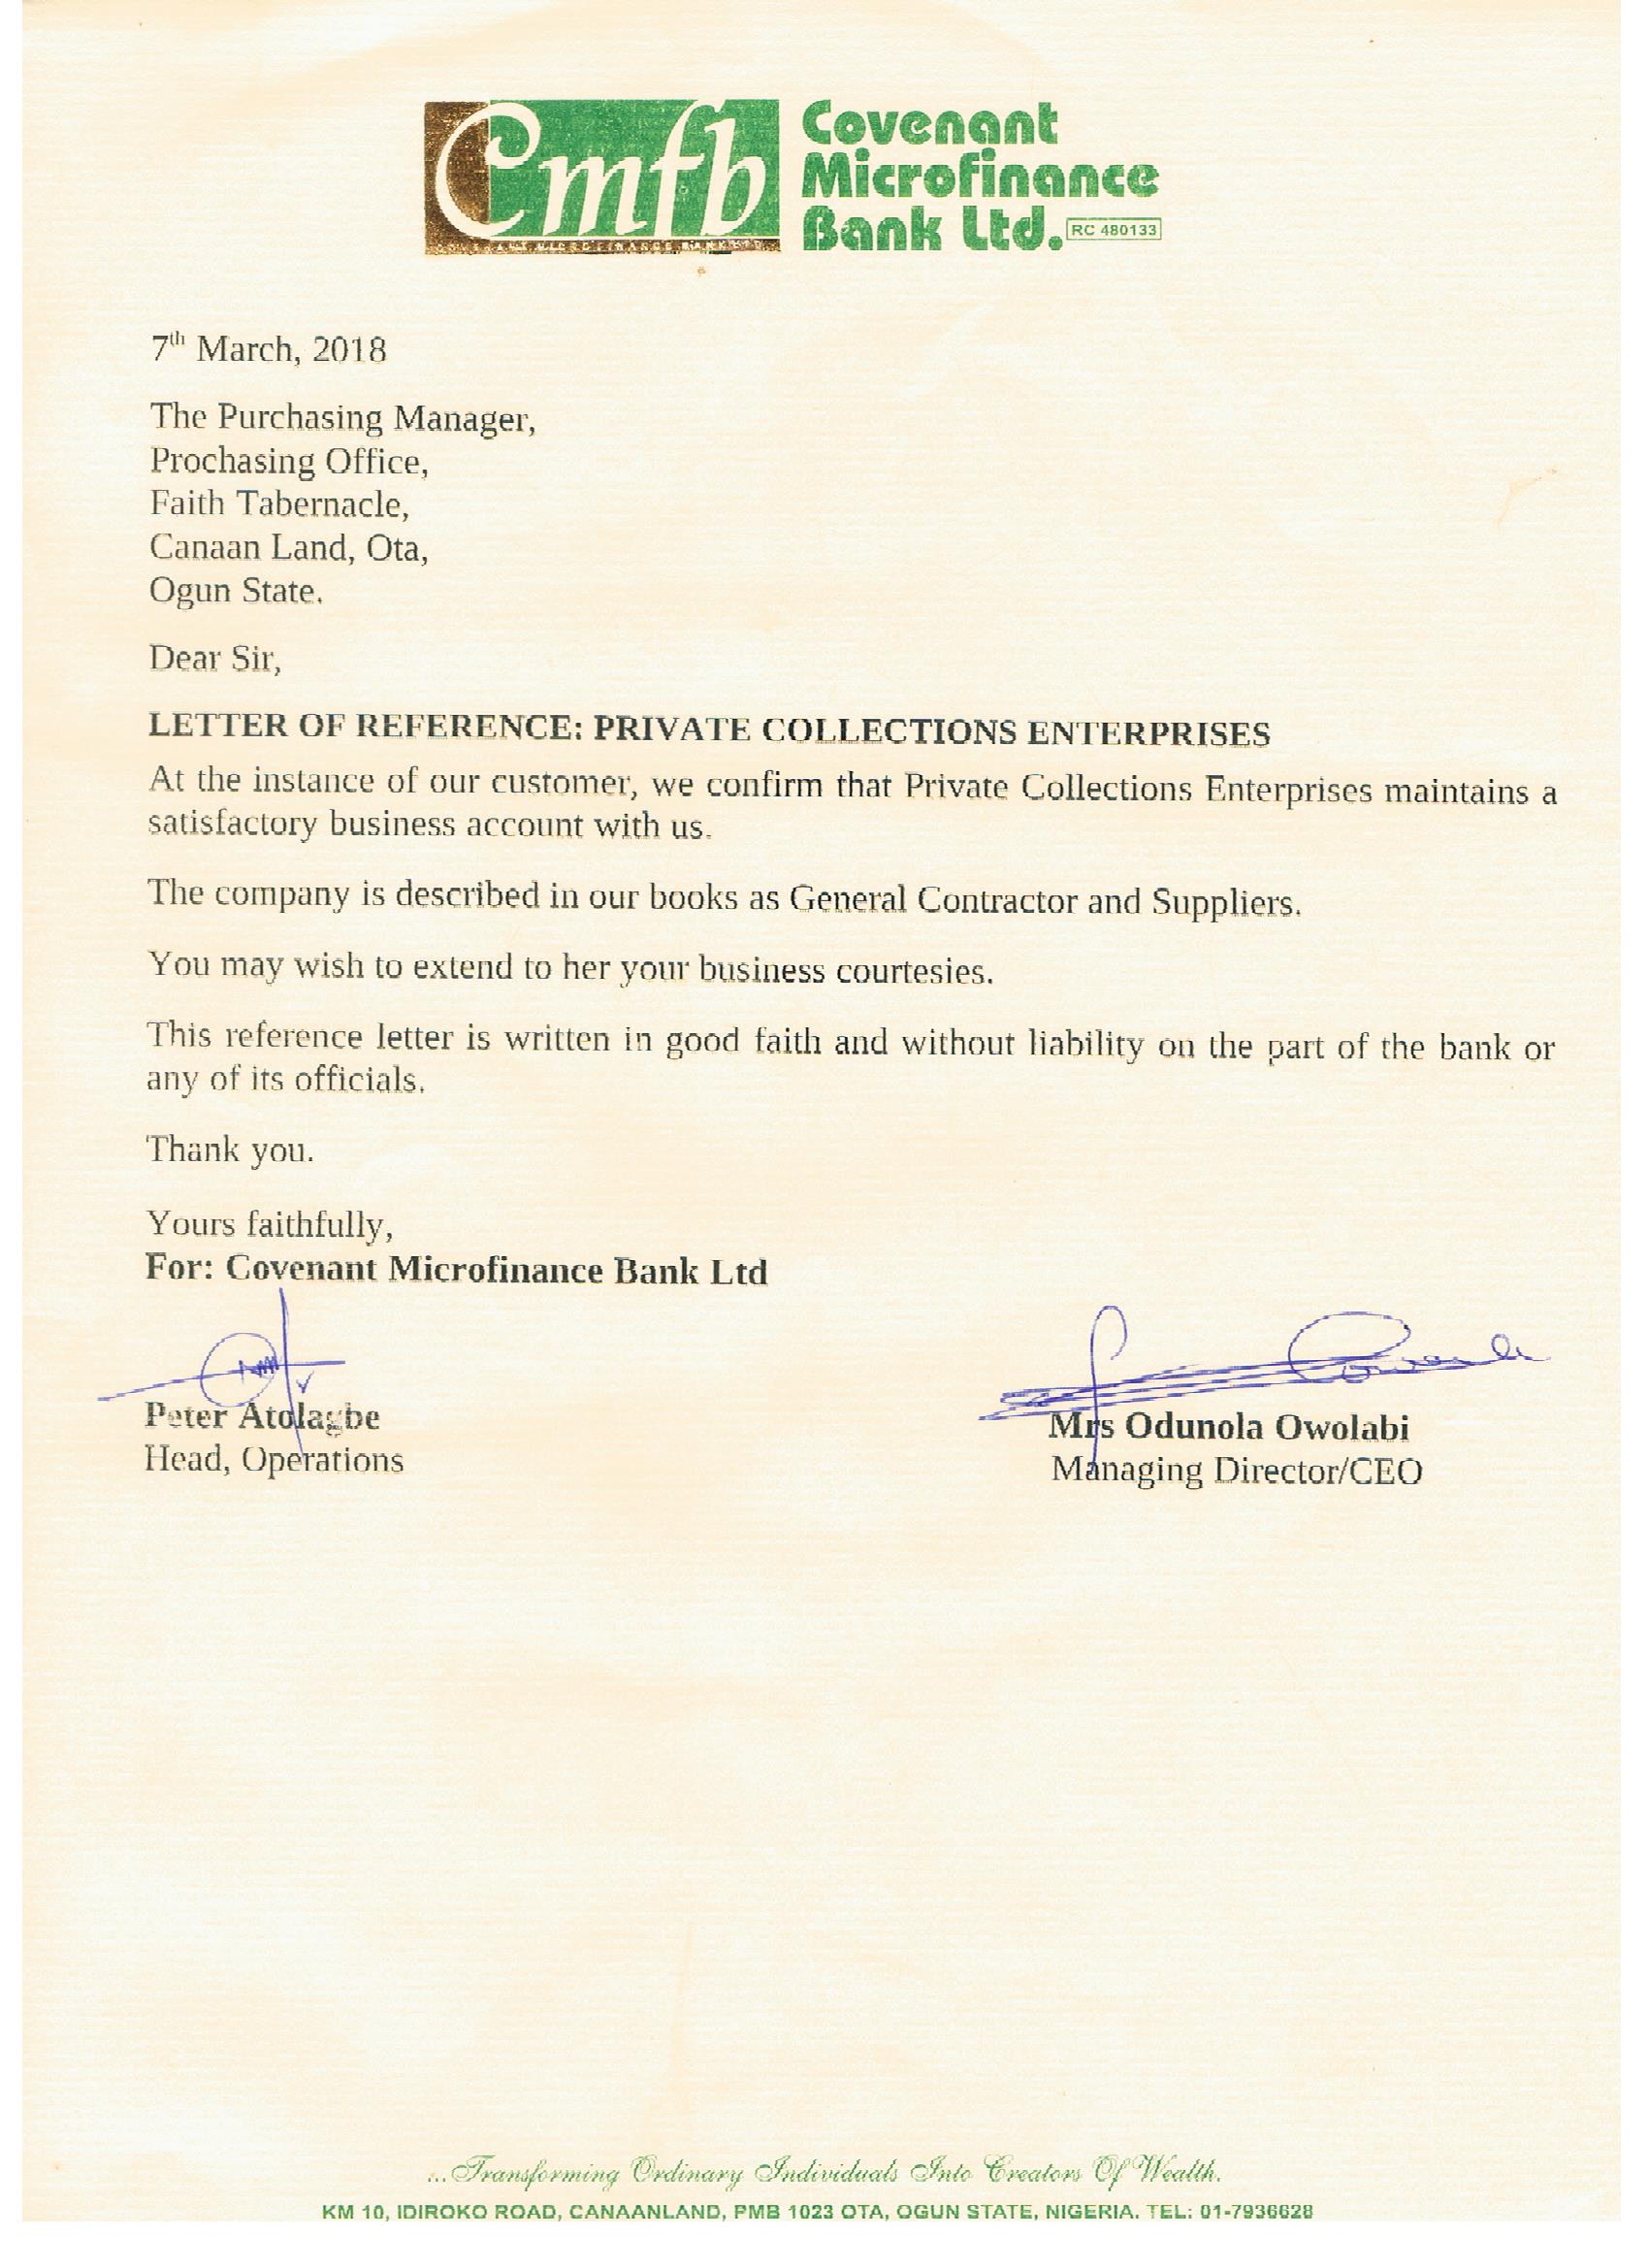 Cmfb
COVENANT MICROFINANCE BANK LTD
Covenant
Microfinance
Bank Ltd.
RC 480133
7th March, 2018
The Purchasing Manager,
Prochasing Office,
Faith Tabernacle,
Canaan Land, Ota,
Ogun State.
Dear Sir,
LETTER OF REFERENCE: PRIVATE COLLECTIONS ENTERPRISES
At the instance of our customer, we confirm that Private Collections Enterprises maintains a
satisfactory business account with us.
The company is described in our books as General Contractor and Suppliers.
You may wish to extend to her your business courtesies.
This reference letter is written in good faith and without liability on the part of the bank or
any of its officials.
Thank you.
Yours faithfully,
For: Covenant Microfinance Bank Ltd
Peter Atolagbe
Head, Operations
Mrs Odunola Owolabi
Managing Director/CEO
...Transforming Ordinary Individuals Into Creators Of Wealth.
KM 10, IDIROKO ROAD, CANAANLAND, PMB 1023 OTA, OGUN STATE, NIGERIA. TEL: 01-7936628